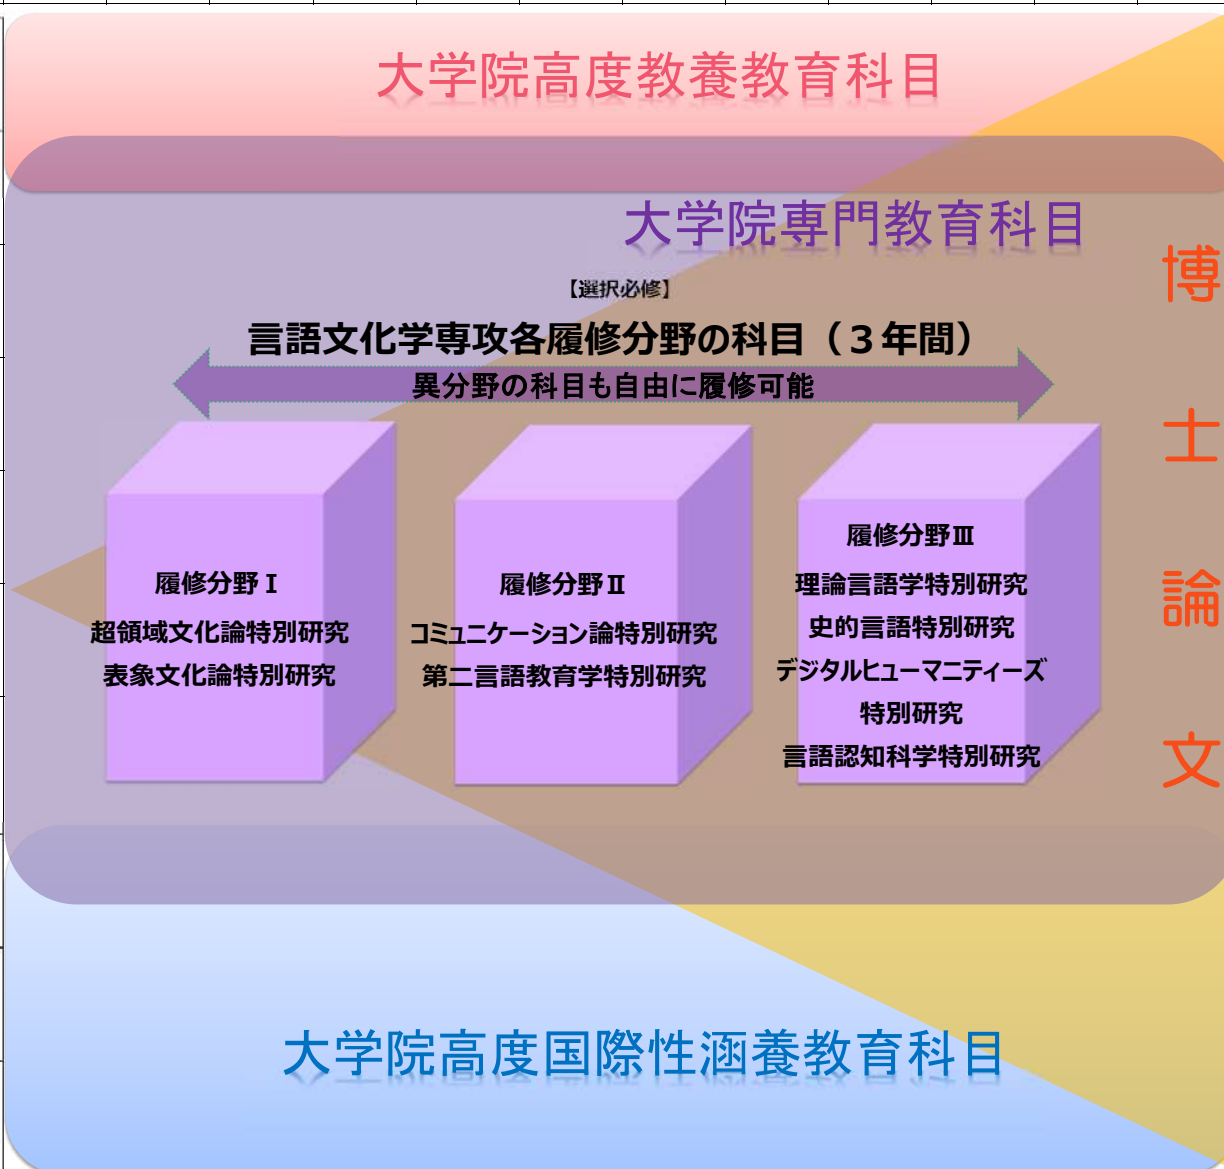 大学院高度教養教育科目
大学院専門教育科目
【選択必修】
言語文化学専攻各履修分野の科目（３年間）
異分野の科目も自由に履修可能
履修分野Ⅰ
超領域文化論特別研究
表象文化論特別研究
履修分野Ⅱ
コミュニケーション論特別研究
第二言語教育学特別研究
履修分野Ⅲ
理論言語学特別研究
史的言語特別研究
デジタルヒューマニティーズ
特別研究
言語認知科学特別研究
博士論文
大学院高度国際性涵養教育科目